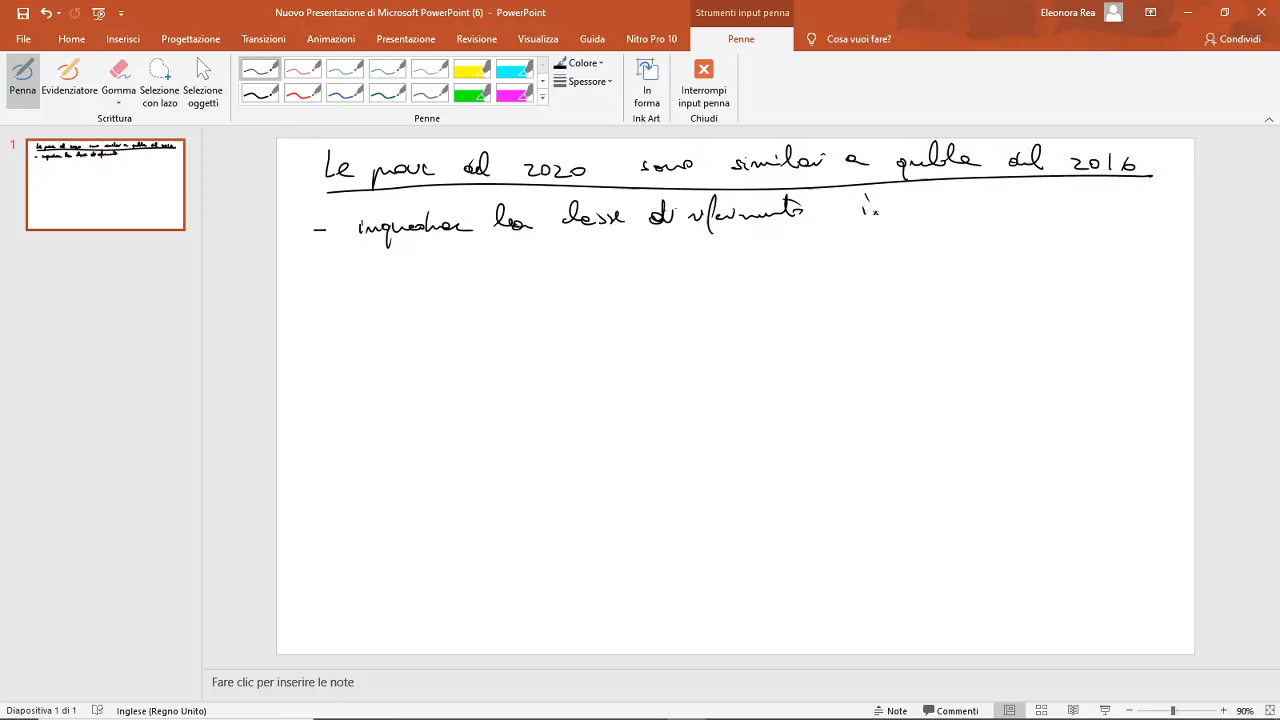 Nuovo Presentazione di Microsoft PowerPoint (6) - PowerPoint
Strumenti input penna
Eleonora Rea
File Home Inserisci Progettazione Transizioni Animazioni Presentazione Revisione Visualizza Guida Nitro Pro 10 Penne Cosa vuoi fare? Condividi
Penna Evidenziatore Gomma Selezione con lazo Selezione oggetti
Scrittura
Colore
Spessore
Penne
In forma
Ink Art
Interrompi input penna
Chiudi
1
Le prove del 2020 sono similari a quelle del 2016
- inquadrar la classe di riferimento
Fare clic per inserire le note
Diapositiva 1 di 1 Inglese (Regno Unito) Note Commenti 90%